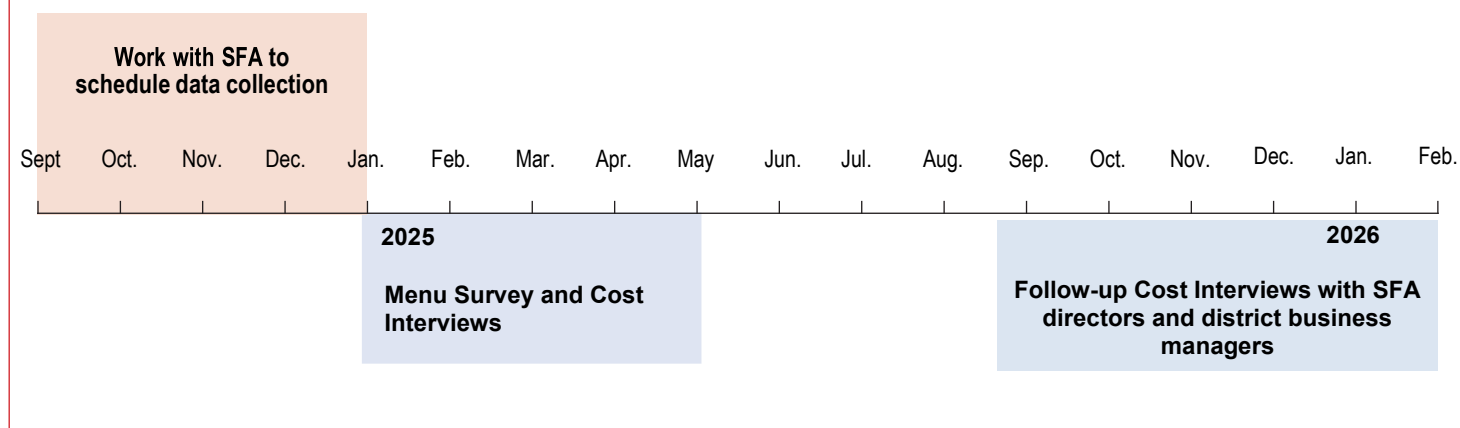 Work with SFA to
schedule data collection
Sept Oct. Nov. Dec. Jan. Feb. Mar. Apr. May Jun. Jul. Aug. Sep. Oct. Nov. Dec. Jan. Feb.
2025
Menu Survey and Cost
Interviews
2026
Follow-up Cost Interviews with SFA
directors and district business
managers